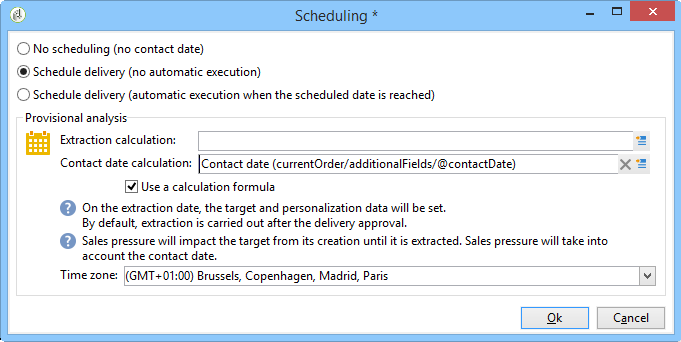 Scheduling *
No scheduling (no contact date)
Schedule delivery (no automatic execution)
Schedule delivery (automatic execution when the scheduled date is reached)
Provisional analysis
Extraction calculation:
Contact date calculation: Contact date (currentOrder/additionalFields/@contactDate)
Use a calculation formula
On the extraction date, the target and personalization data will be set.
By default, extraction is carried out after the delivery approval.
Sales pressure will impact the target from its creation until it is extracted. Sales pressure will take into
account the contact date.
Time zone: (GMT+01:00) Brussels, Copenhagen, Madrid, Paris
Ok Cancel